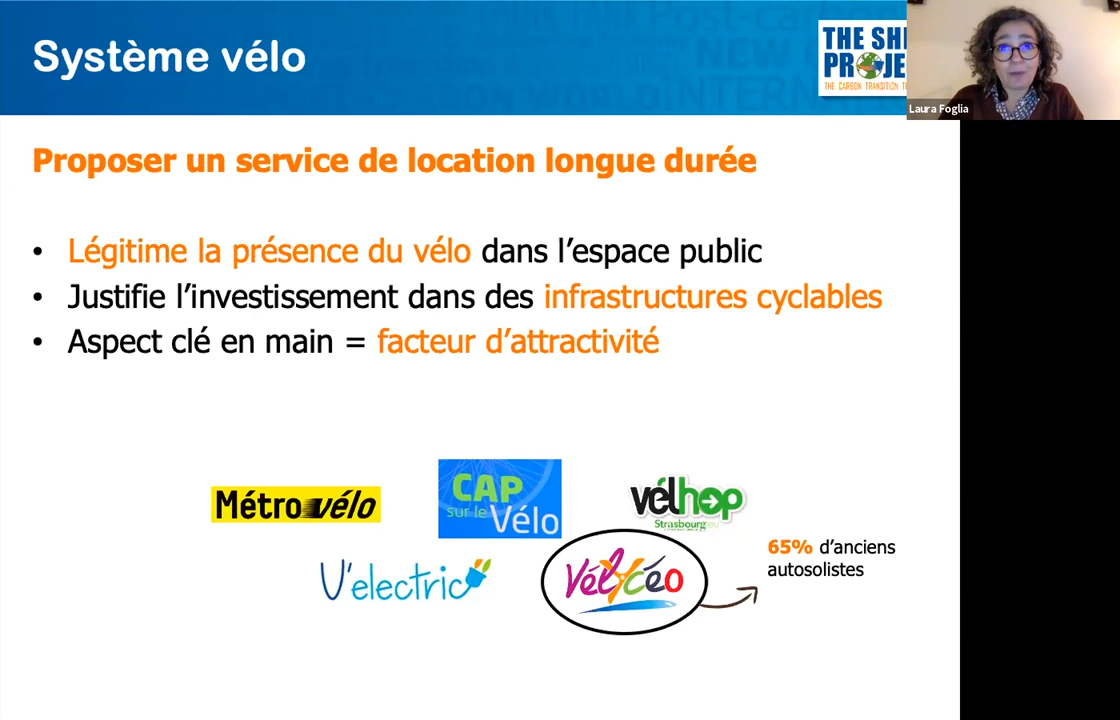 Système vélo
THE SHI
PROJE
THE CARBON TRANSITION T
Laura Foglia
Proposer un service de location longue durée
• Légitime la présence du vélo dans l’espace public
• Justifie l’investissement dans des infrastructures cyclables
• Aspect clé en main = facteur d’attractivité
Métrovélo
CAP
sur le
Vélo
vélhop
Strasbourg.eu
V'electric
Vélycéo
65% d’anciens
autosolistes